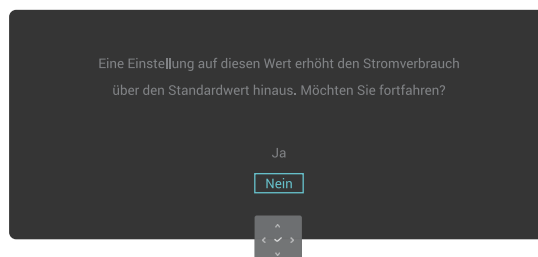 Eine Einstellung auf diesen Wert erhöht den Stromverbrauch
über den Standardwert hinaus. Möchten Sie fortfahren?
Ja
Nein